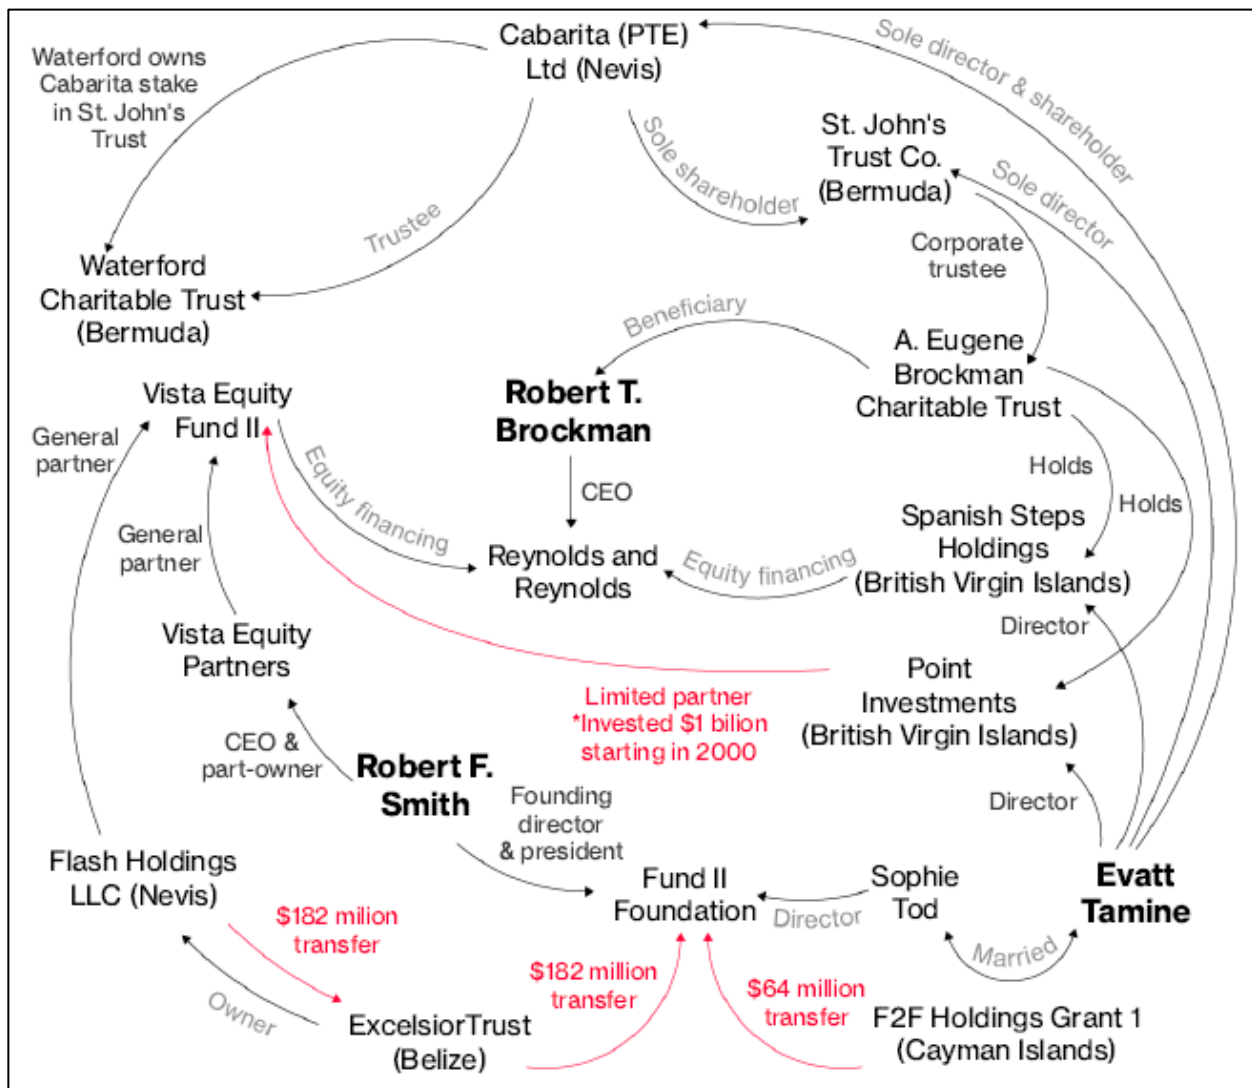 Cabarita (PTE)
Ltd (Nevis)
Waterford owns
Cabarita stake
in St. John's
Trust
Sole director & shareholder
St. John's
Trust Co.
(Bermuda)
Sole shareholder
Sole director
Trustee
Corporate
trustee
Waterford
Charitable Trust
(Bermuda)
Beneficiary
A. Eugene
Brockman
Charitable Trust
Vista Equity
Fund II
Robert T.
Brockman
General
partner
Equity financing
CEO
Holds
Holds
General
partner
Reynolds and
Reynolds
Equity financing
Spanish Steps
Holdings
(British Virgin Islands)
Director
Vista Equity
Partners
Limited partner
*Invested $1 bilion
starting in 2000
Point
Investments
(British Virgin Islands)
CEO &
part-owner
Robert F.
Smith
Founding
director
& president
Director
Flash Holdings
LLC (Nevis)
Fund II
Foundation
Director
Sophie
Tod
Evatt
Tamine
$182 milion
transfer
Married
$182 million
transfer
$64 million
transfer
Owner
ExcelsiorTrust
(Belize)
F2F Holdings Grant 1
(Cayman Islands)